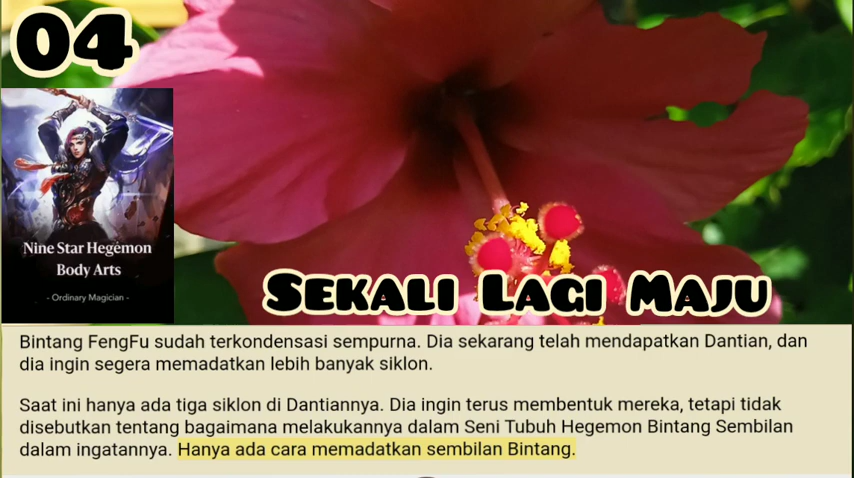 04
Nine Star Hegemon
Body Arts
- Ordinary Magician -
Sekali Lagi Maju
Bintang FengFu sudah terkondensasi sempurna. Dia sekarang telah mendapatkan Dantian, dan
dia ingin segera memadatkan lebih banyak siklon.
Saat ini hanya ada tiga siklon di Dantiannya. Dia ingin terus membentuk mereka, tetapi tidak
disebutkan tentang bagaimana melakukannya dalam Seni Tubuh Hegemon Bintang Sembilan
dalam ingatannya. Hanya ada cara memadatkan sembilan Bintang.